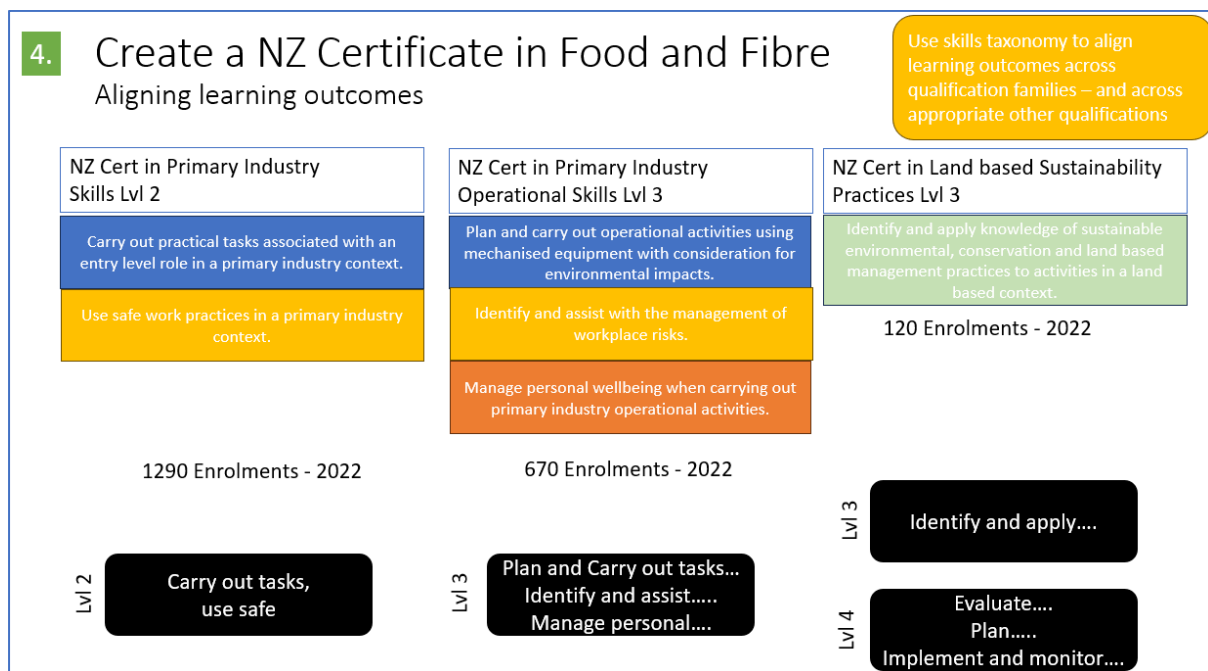 4.
Create a NZ Certificate in Food and Fibre
Aligning learning outcomes
Use skills taxonomy to align
learning outcomes across
qualification families – and across
appropriate other qualifications
NZ Cert in Primary Industry
Skills Lvl 2
Carry out practical tasks associated with an
entry level role in a primary industry context.
Use safe work practices in a primary industry
context.
1290 Enrolments - 2022
Lvl 2
Carry out tasks,
use safe
NZ Cert in Primary Industry
Operational Skills Lvl 3
Plan and carry out operational activities using
mechanised equipment with consideration for
environmental impacts.
Identify and assist with the management of
workplace risks.
Manage personal wellbeing when carrying out
primary industry operational activities.
670 Enrolments - 2022
Lvl 3
Plan and Carry out tasks...
Identify and assist.....
Manage personal....
NZ Cert in Land based Sustainability
Practices Lvl 3
Identify and apply knowledge of sustainable
environmental, conservation and land based
management practices to activities in a land
based context.
120 Enrolments - 2022
Lvl 3
Identify and apply....
Lvl 4
Evaluate....
Plan.....
Implement and monitor....